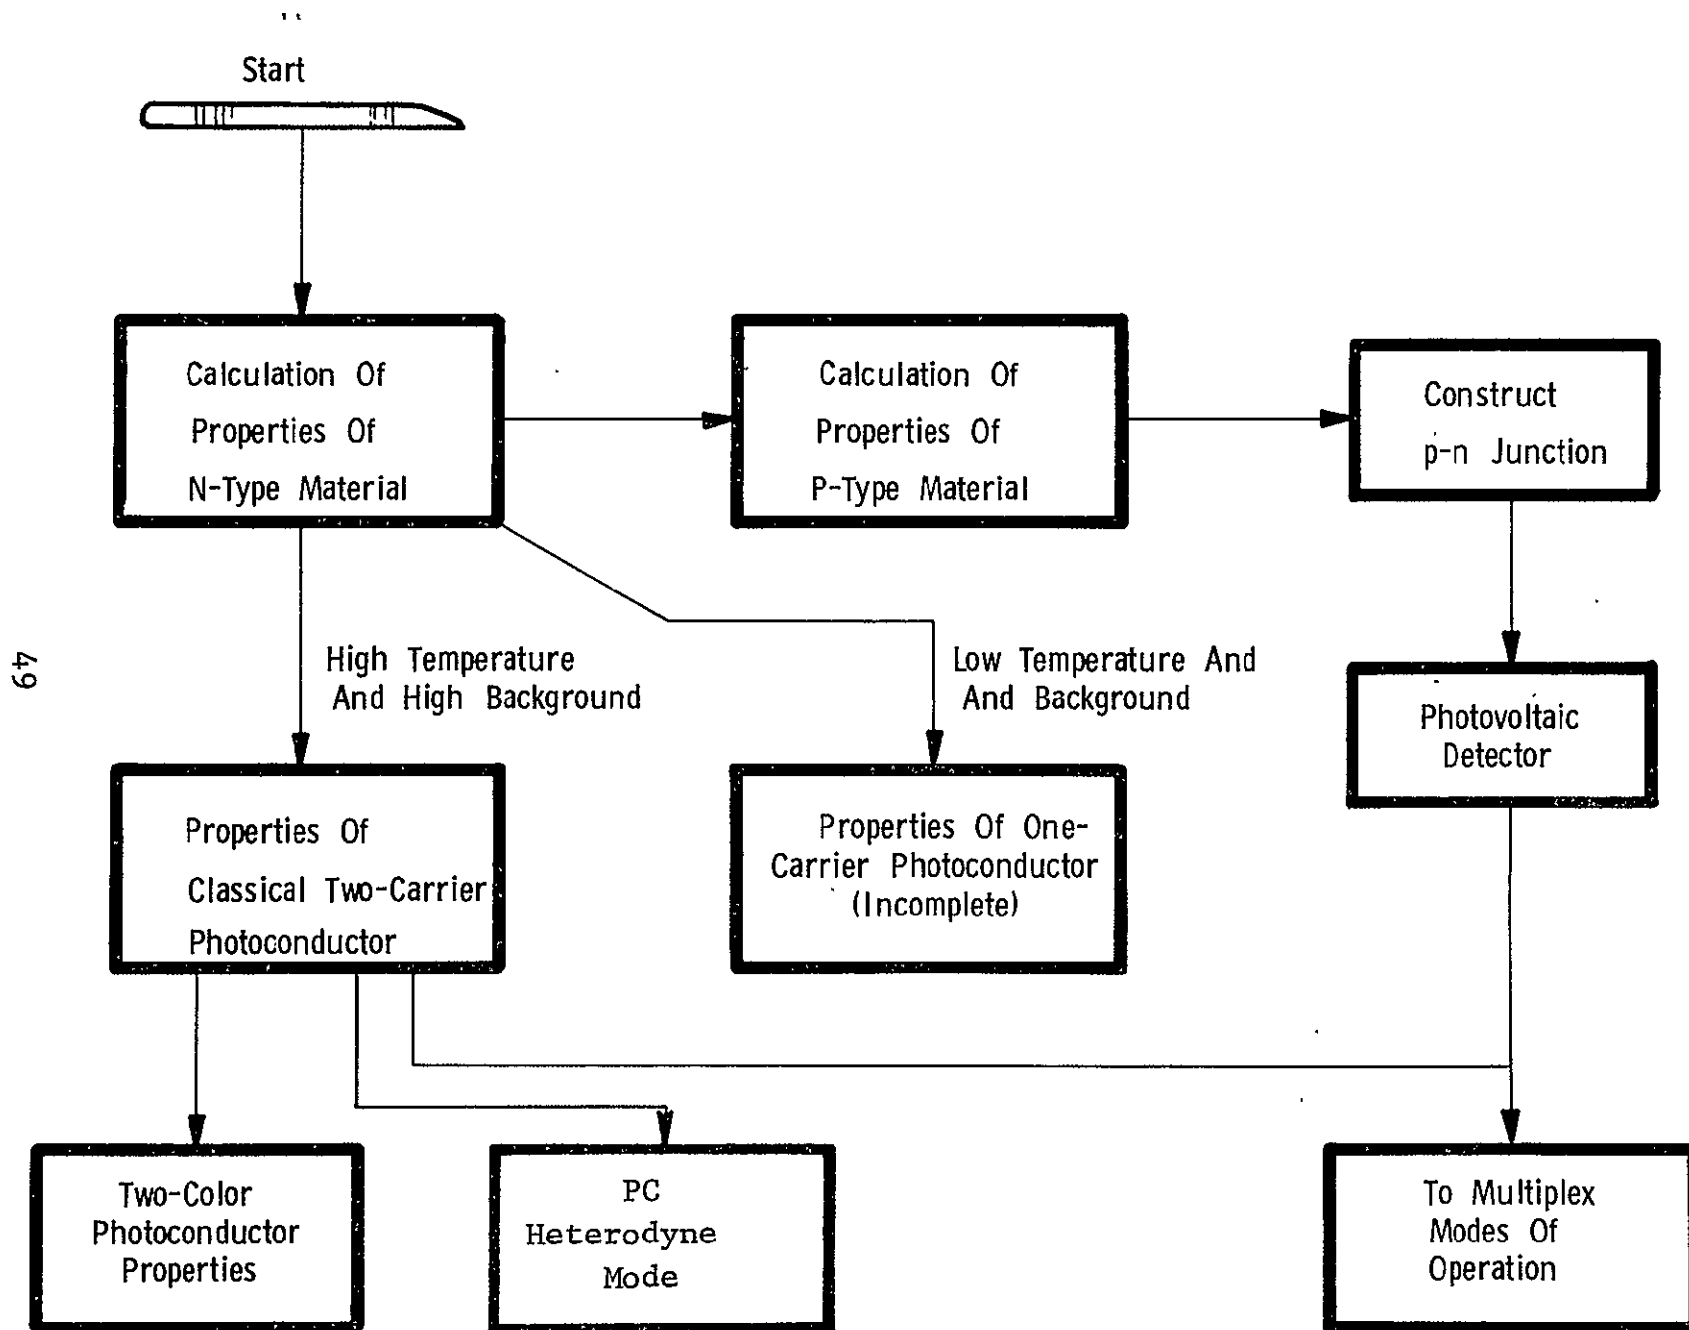 Start
Calculation Of
Properties Of
N-Type Material
Calculation Of
Properties Of
P-Type Material
Construct
p-n Junction
High Temperature
And High Background
Low Temperature And
And Background
Photovoltaic
Detector
49
Properties Of
Classical Two-Carrier
Photoconductor
Properties Of One-
Carrier Photoconductor
(Incomplete)
Two-Color
Photoconductor
Properties
PC
Heterodyne
Mode
To Multiplex
Modes Of
Operation